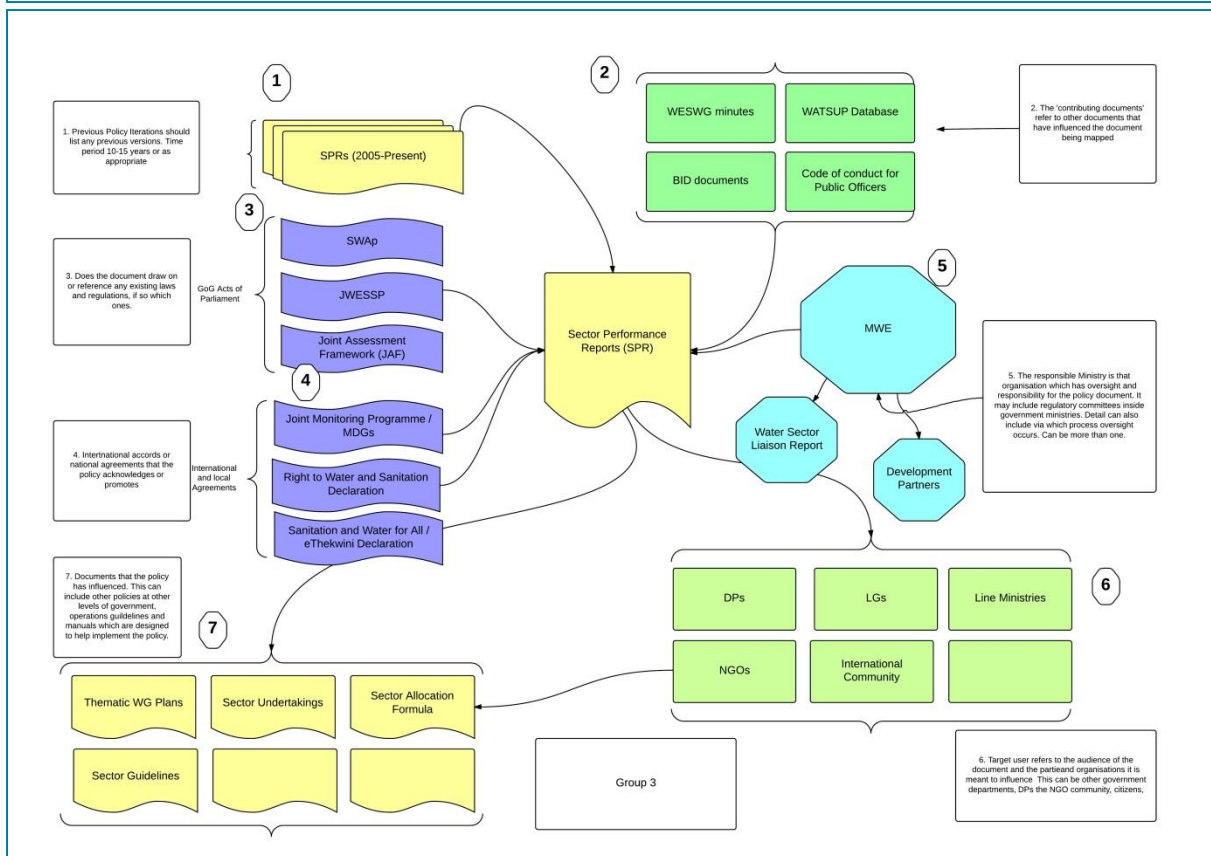 1
1. Previous Policy Iterations should
list any previous versions. Time
period 10-15 years or as
appropriate
SPRs (2005-Present)
2
WESWG minutes
WATSUP Database
BID documents
Code of conduct for
Public Officers
2. The 'contributing documents'
refer to other documents that
have influenced the document
being mapped
3
3. Does the document draw on
or reference any existing laws
and regulations, if so which
ones.
GoG Acts of
Parliament
SWAp
JWESSP
Joint Assessment
Framework (JAF)
Sector Performance
Reports (SPR)
5
MWE
Water Sector
Liaison Report
Development
Partners
5. The responsible Ministry is that
organisation which has oversight and
responsibility for the policy document. It
may include regulatory committees inside
government ministries. Detail can also
include via which process oversight
occurs. Can be more than one.
4
4. Intertnational accords or
national agreements that the
policy acknowledges or
promotes
International
and local
Agreements
Joint Monitoring Programme /
MDGs
Right to Water and Sanitation
Declaration
Sanitation and Water for All /
eThekwini Declaration
6
DPs
LGs
Line Ministries
NGOs
International
Community
7. Documents that the policy
has influenced. This can
include other policies at other
levels of government,
operations guildelines and
manuals which are designed
to help implement the policy.
7
Thematic WG Plans
Sector Undertakings
Sector Allocation
Formula
Sector Guidelines
Group 3
6. Target user refers to the audience of the
document and the partieand organisations it is
meant to influence  This can be other government
departments, DPs the NGO community, citizens,